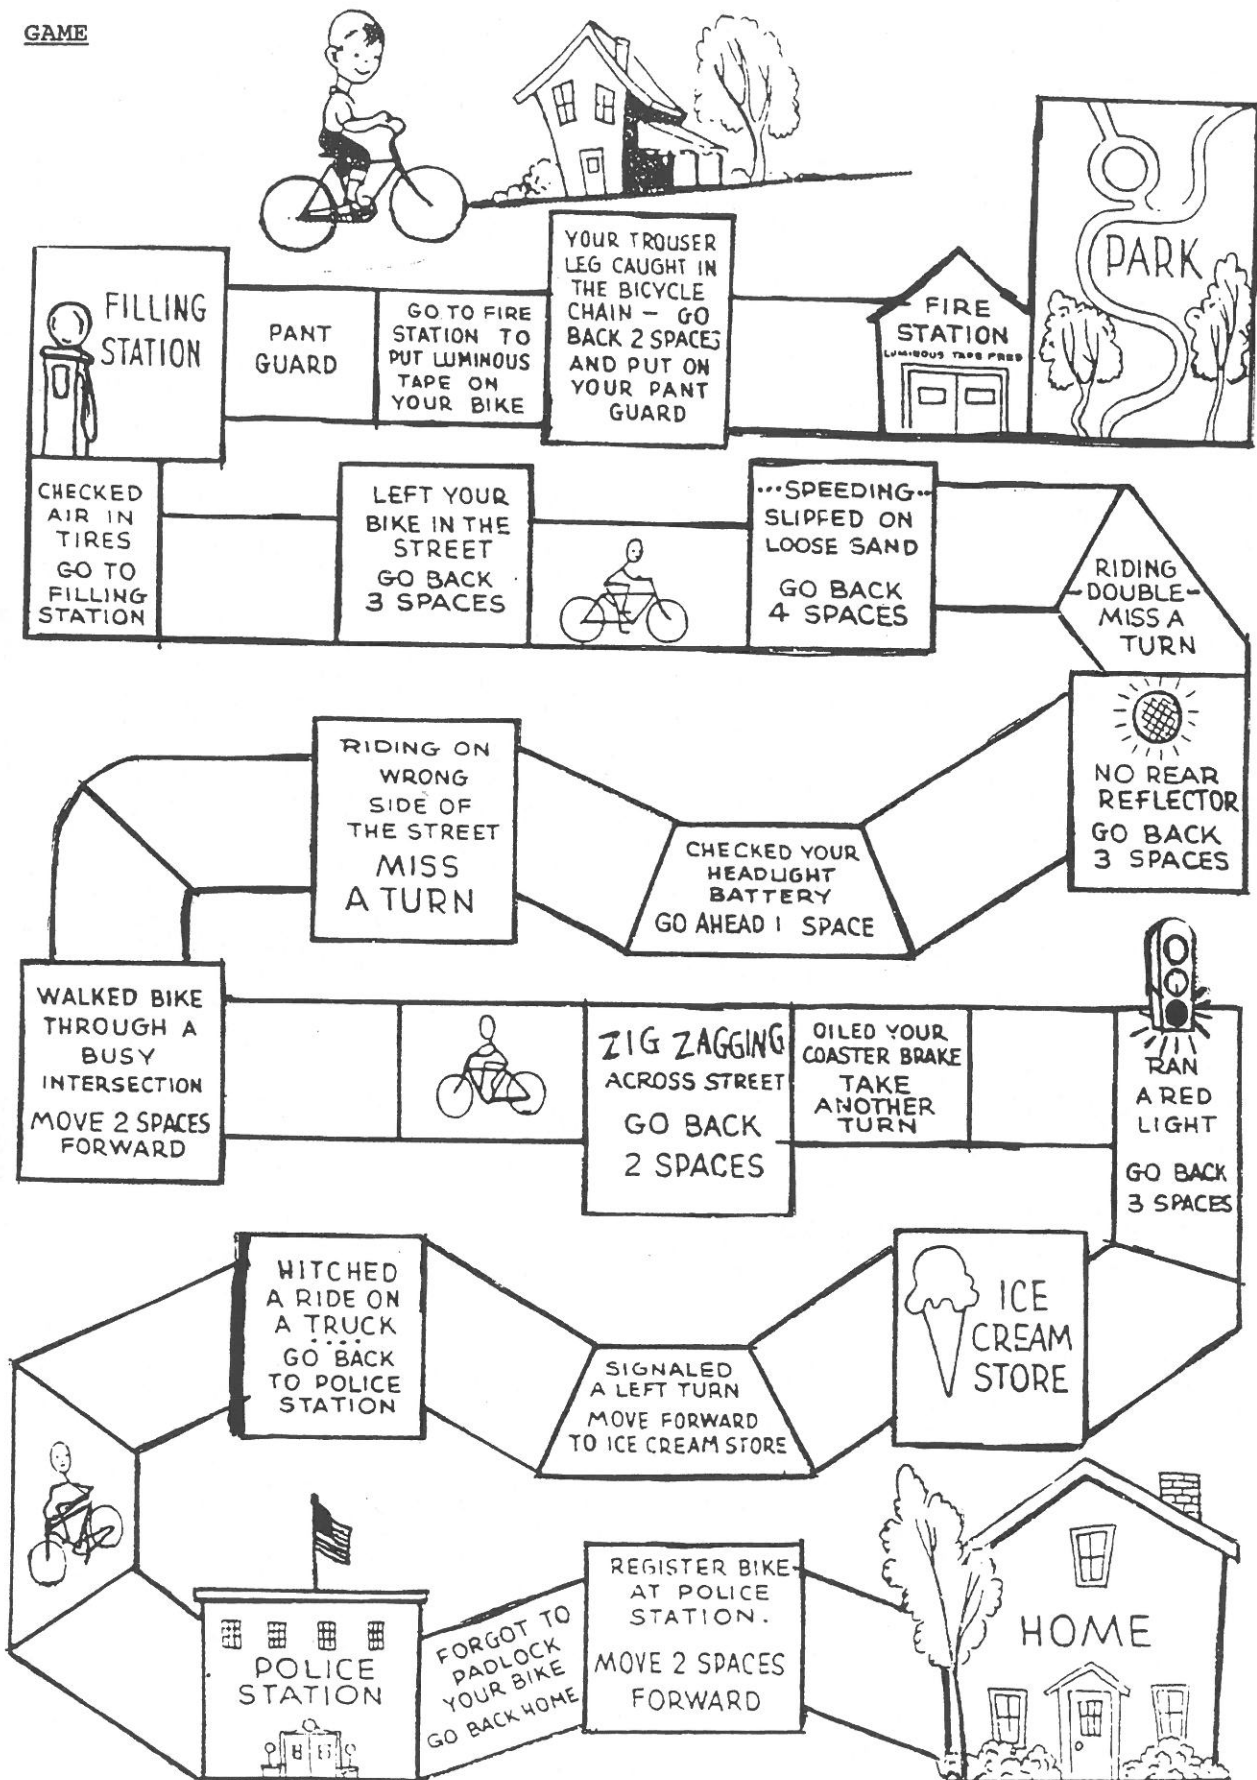 GAME
FILLING
STATION
PANT
GUARD
GO TO FIRE
STATION TO
PUT LUMINOUS
TAPE ON
YOUR BIKE
YOUR TROUSER
LEG CAUGHT IN
THE BICYCLE
CHAIN — GO
BACK 2 SPACES
AND PUT ON
YOUR PANT
GUARD
FIRE
STATION
LUMINOUS TAPE FREE
PARK
CHECKED
AIR IN
TIRES
GO TO
FILLING
STATION
LEFT YOUR
BIKE IN THE
STREET
GO BACK
3 SPACES
...SPEEDING...
SLIPPED ON
LOOSE SAND
GO BACK
4 SPACES
RIDING
-DOUBLE-
MISS A
TURN
NO REAR
REFLECTOR
GO BACK
3 SPACES
CHECKED YOUR
HEADLIGHT
BATTERY
GO AHEAD 1 SPACE
RIDING ON
WRONG
SIDE OF
THE STREET
MISS
A TURN
WALKED BIKE
THROUGH A
BUSY
INTERSECTION
MOVE 2 SPACES
FORWARD
ZIG ZAGGING
ACROSS STREET
GO BACK
2 SPACES
OILED YOUR
COASTER BRAKE
TAKE
ANOTHER
TURN
RAN
A RED
LIGHT
GO BACK
3 SPACES
ICE
CREAM
STORE
SIGNALED
A LEFT TURN
MOVE FORWARD
TO ICE CREAM STORE
HITCHED
A RIDE ON
A TRUCK
....
GO BACK
TO POLICE
STATION
POLICE
STATION
FORGOT TO
PADLOCK
YOUR BIKE
GO BACK HOME
REGISTER BIKE
AT POLICE
STATION.
MOVE 2 SPACES
FORWARD
HOME